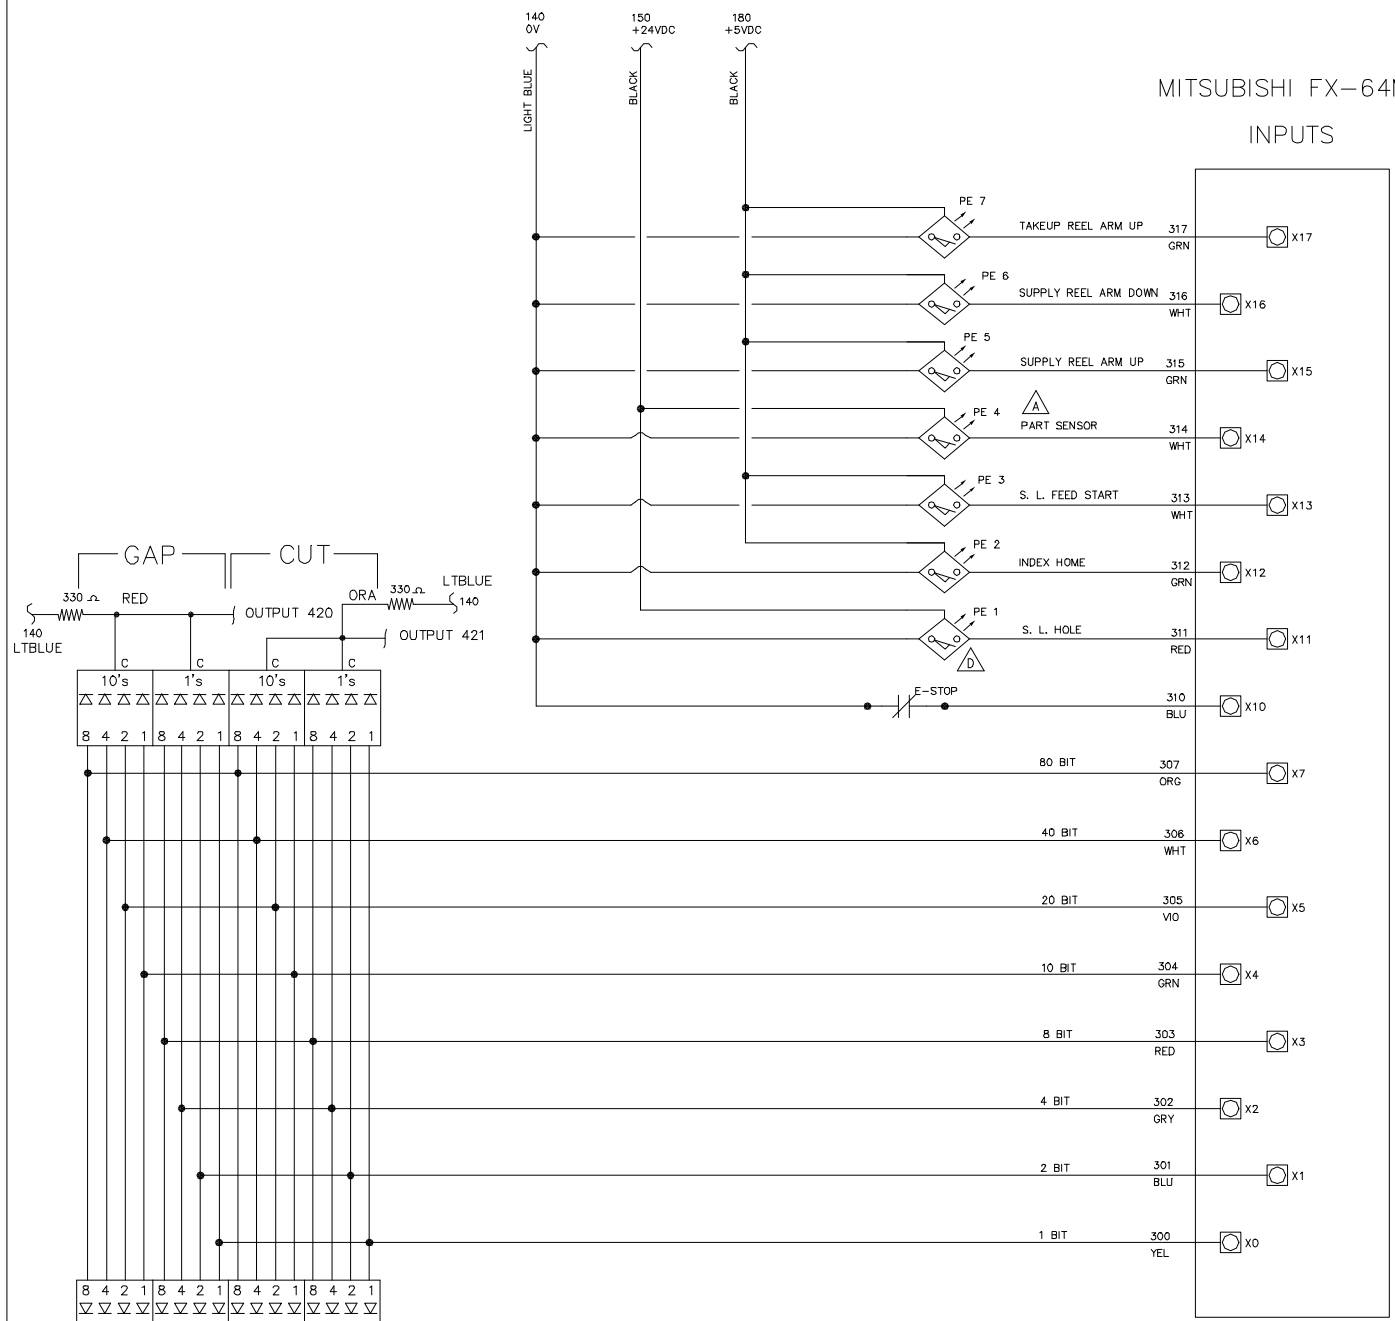 140
0V
150
+24VDC
180
+5VDC
LIGHT BLUE
BLACK
BLACK
MITSUBISHI FX-64
INPUTS
PE 7
TAKEUP REEL ARM UP
317
GRN
X17
PE 6
SUPPLY REEL ARM DOWN
316
WHT
X16
PE 5
SUPPLY REEL ARM UP
315
GRN
X15
A
PE 4
PART SENSOR
314
WHT
X14
PE 3
S. L. FEED START
313
WHT
X13
PE 2
INDEX HOME
312
GRN
X12
PE 1
S. L. HOLE
311
RED
X11
D
E-STOP
310
BLU
X10
GAP
CUT
330 Ω
RED
OUTPUT 420
140
LTBLUE
ORA
330 Ω
LTBLUE
140
OUTPUT 421
C C C C
10's 1's 10's 1's
8 4 2 1 8 4 2 1 8 4 2 1 8 4 2 1
80 BIT
307
ORG
X7
40 BIT
306
WHT
X6
20 BIT
305
VIO
X5
10 BIT
304
GRN
X4
8 BIT
303
RED
X3
4 BIT
302
GRY
X2
2 BIT
301
BLU
X1
1 BIT
300
YEL
X0
8 4 2 1 8 4 2 1 8 4 2 1 8 4 2 1